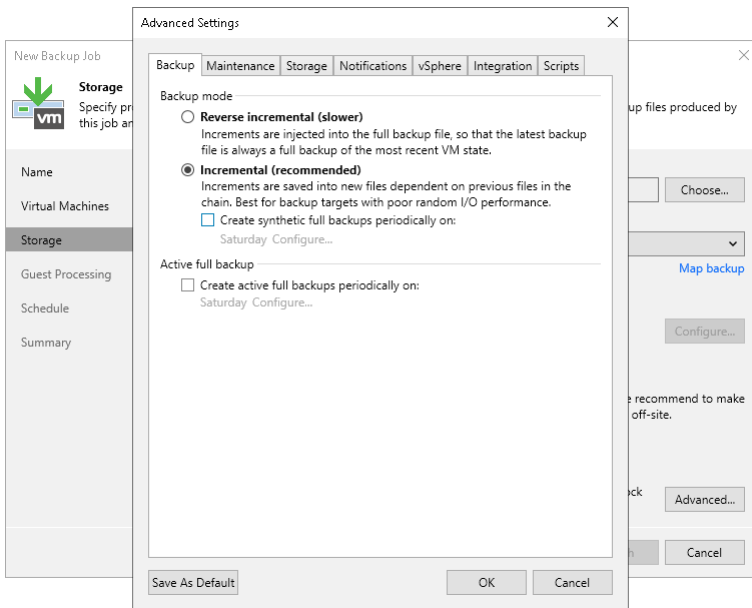 Advanced Settings
New Backup Job
Storage
Specify pr
this job ar
up files produced by
vm
Name
Virtual Machines
Storage
Guest Processing
Schedule
Summary
Backup Maintenance Storage Notifications vSphere Integration Scripts
Backup mode
Reverse incremental (slower)
Increments are injected into the full backup file, so that the latest backup
file is always a full backup of the most recent VM state.
Incremental (recommended)
Increments are saved into new files dependent on previous files in the
chain. Best for backup targets with poor random I/O performance.
Create synthetic full backups periodically on:
Saturday Configure...
Active full backup
Create active full backups periodically on:
Saturday Configure...
Choose...
Map backup
Configure...
e recommend to make
off-site.
ock
Advanced...
h
Cancel
Save As Default
OK
Cancel